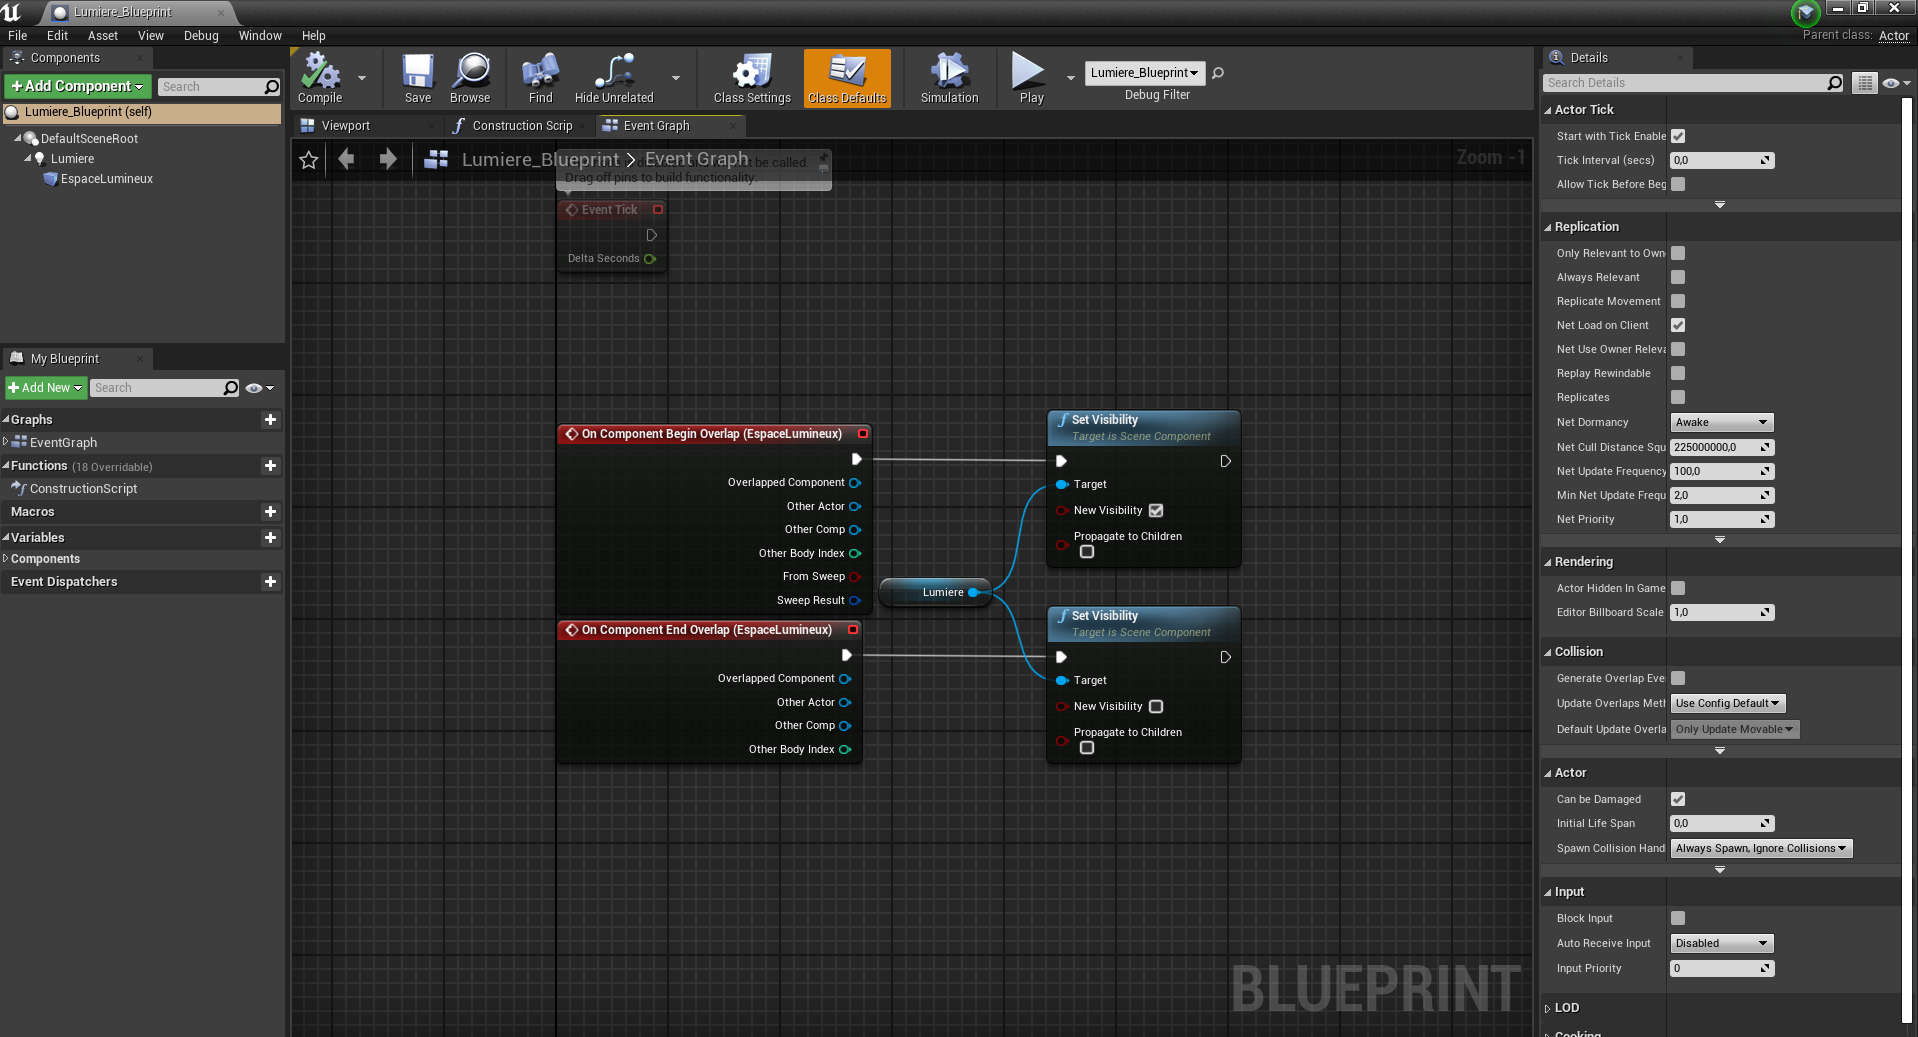 Lumiere_Blueprint
File Edit Asset View Debug Window Help
Parent class: Actor
Components
Add Component
Search
Lumiere_Blueprint (self)
DefaultSceneRoot
Lumiere
EspaceLumineux
My Blueprint
Add New
Search
Graphs
EventGraph
Functions (18 Overridable)
ConstructionScript
Macros
Variables
Components
Event Dispatchers
Compile
Save
Browse
Find
Hide Unrelated
Class Settings
Class Defaults
Simulation
Play
Lumiere_Blueprint
Debug Filter
Viewport
Construction Scrip
Event Graph
Lumiere_Blueprint > Event Graph
Zoom -1
be called.
Drag off pins to build functionality.
Event Tick
Delta Seconds
On Component Begin Overlap (EspaceLumineux)
Overlapped Component
Other Actor
Other Comp
Other Body Index
From Sweep
Sweep Result
On Component End Overlap (EspaceLumineux)
Overlapped Component
Other Actor
Other Comp
Other Body Index
Lumiere
Set Visibility
Target is Scene Component
Target
New Visibility
Propagate to Children
Set Visibility
Target is Scene Component
Target
New Visibility
Propagate to Children
BLUEPRINT
Details
Search Details
Actor Tick
Start with Tick Enable
Tick Interval (secs) 0,0
Allow Tick Before Beg
Replication
Only Relevant to Own
Always Relevant
Replicate Movement
Net Load on Client
Net Use Owner Releva
Replay Rewindable
Replicates
Net Dormancy Awake
Net Cull Distance Squ 225000000,0
Net Update Frequency 100,0
Min Net Update Frequ 2,0
Net Priority 1,0
Rendering
Actor Hidden In Game
Editor Billboard Scale 1,0
Collision
Generate Overlap Eve
Update Overlaps Meth Use Config Default
Default Update Overla Only Update Movable
Actor
Can be Damaged
Initial Life Span 0,0
Spawn Collision Hand Always Spawn, Ignore Collisions
Input
Block Input
Auto Receive Input Disabled
Input Priority 0
LOD
Cooking